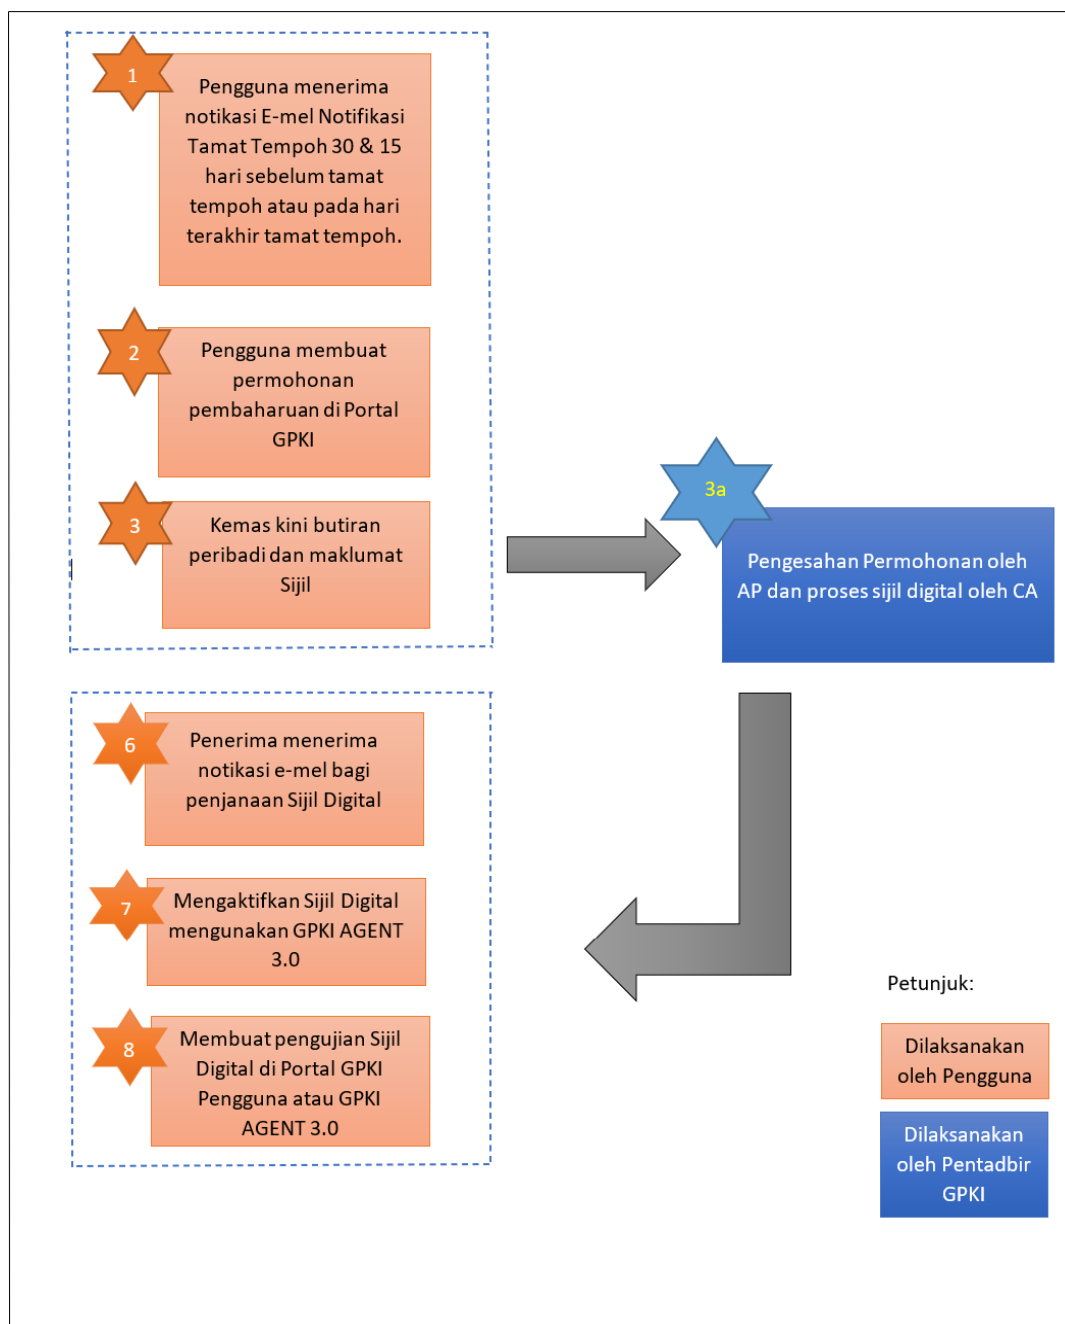 1
Pengguna menerima
notikasi E-mel Notifikasi
Tamat Tempoh 30 & 15
hari sebelum tamat
tempoh atau pada hari
terakhir tamat tempoh.
2
Pengguna membuat
permohonan
pembaharuan di Portal
GPKI
3
Kemas kini butiran
peribadi dan maklumat
Sijil
3a
Pengesahan Permohonan oleh
AP dan proses sijil digital oleh CA
6
Penerima menerima
notikasi e-mel bagi
penjanaan Sijil Digital
7
Mengaktifkan Sijil Digital
mengunakan GPKI AGENT
3.0
8
Membuat pengujian Sijil
Digital di Portal GPKI
Pengguna atau GPKI
AGENT 3.0
Petunjuk:
Dilaksanakan
oleh Pengguna
Dilaksanakan
oleh Pentadbir
GPKI